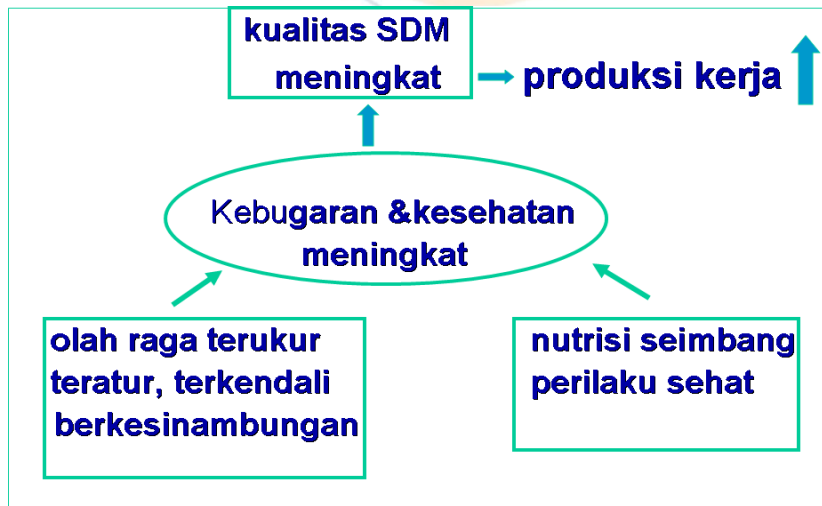 kualitas SDM
meningkat
produksi kerja
Kebugaran &kesehatan
meningkat
olah raga terukur
teratur, terkendali
berkesinambungan
nutrisi seimbang
perilaku sehat